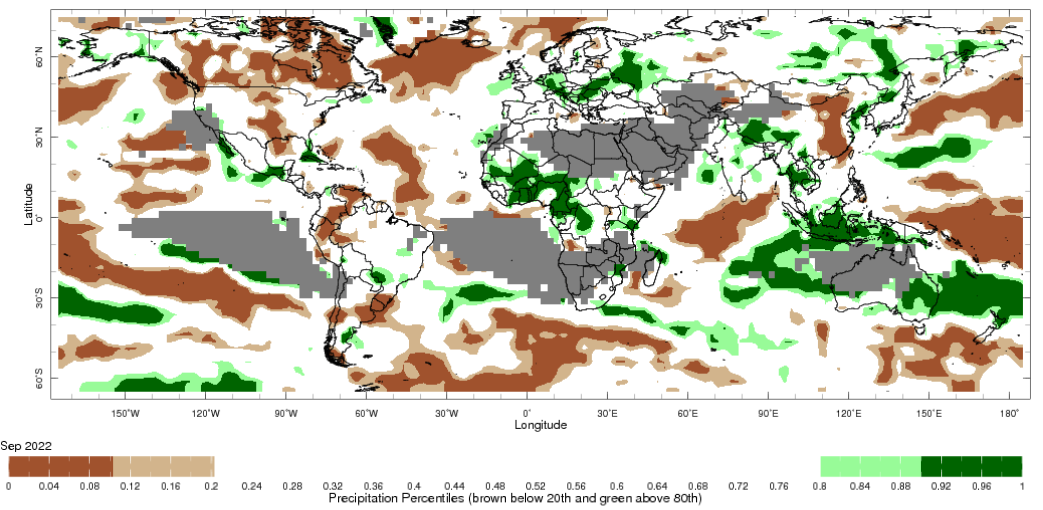 60°N
30°N
0°
30°S
60°S
Latitude
150°W 120°W 90°W 60°W 30°W 0° 30°E 60°E 90°E 120°E 150°E 180°
Longitude
Sep 2022
0 0.04 0.08 0.12 0.16 0.2 0.24 0.28 0.32 0.36 0.4 0.44 0.48 0.52 0.56 0.6 0.64 0.68 0.72 0.76 0.8 0.84 0.88 0.92 0.96 1
Precipitation Percentiles (brown below 20th and green above 80th)